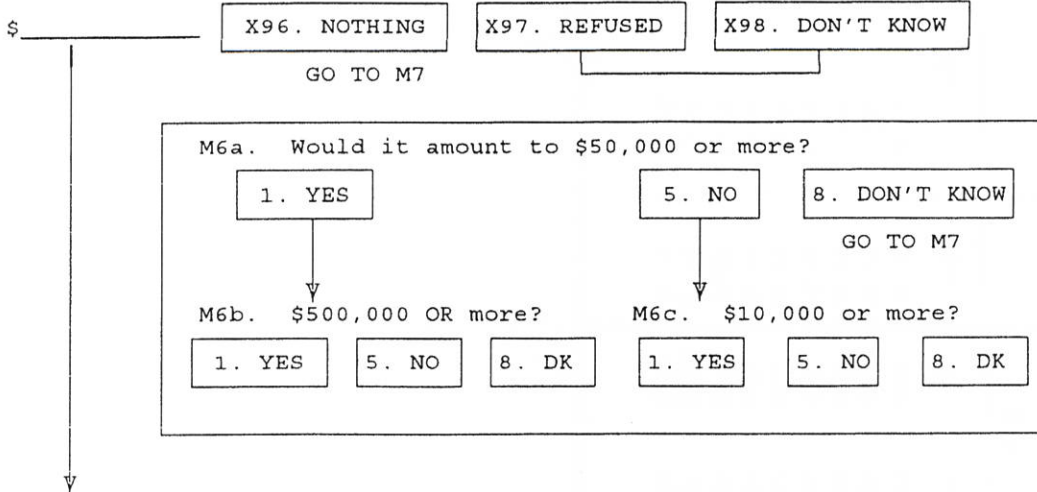 $__________ X96. NOTHING X97. REFUSED X98. DON'T KNOW
GO TO M7
M6a. Would it amount to $50,000 or more?
1. YES 5. NO 8. DON'T KNOW
GO TO M7
M6b. $500,000 OR more? M6c. $10,000 or more?
1. YES 5. NO 8. DK 1. YES 5. NO 8. DK